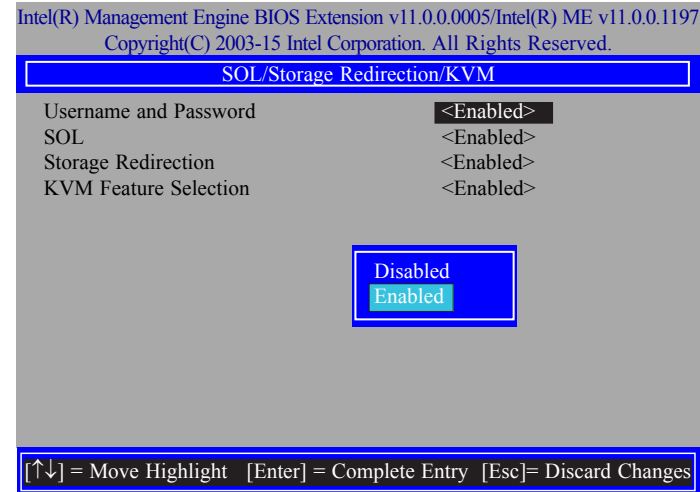 Intel(R) Management Engine BIOS Extension v11.0.0.0005/Intel(R) ME v11.0.0.1197
Copyright(C) 2003-15 Intel Corporation. All Rights Reserved.
SOL/Storage Redirection/KVM
Username and Password <Enabled>
SOL <Enabled>
Storage Redirection <Enabled>
KVM Feature Selection <Enabled>
Disabled
Enabled
[↑↓] = Move Highlight [Enter] = Complete Entry [Esc]= Discard Changes